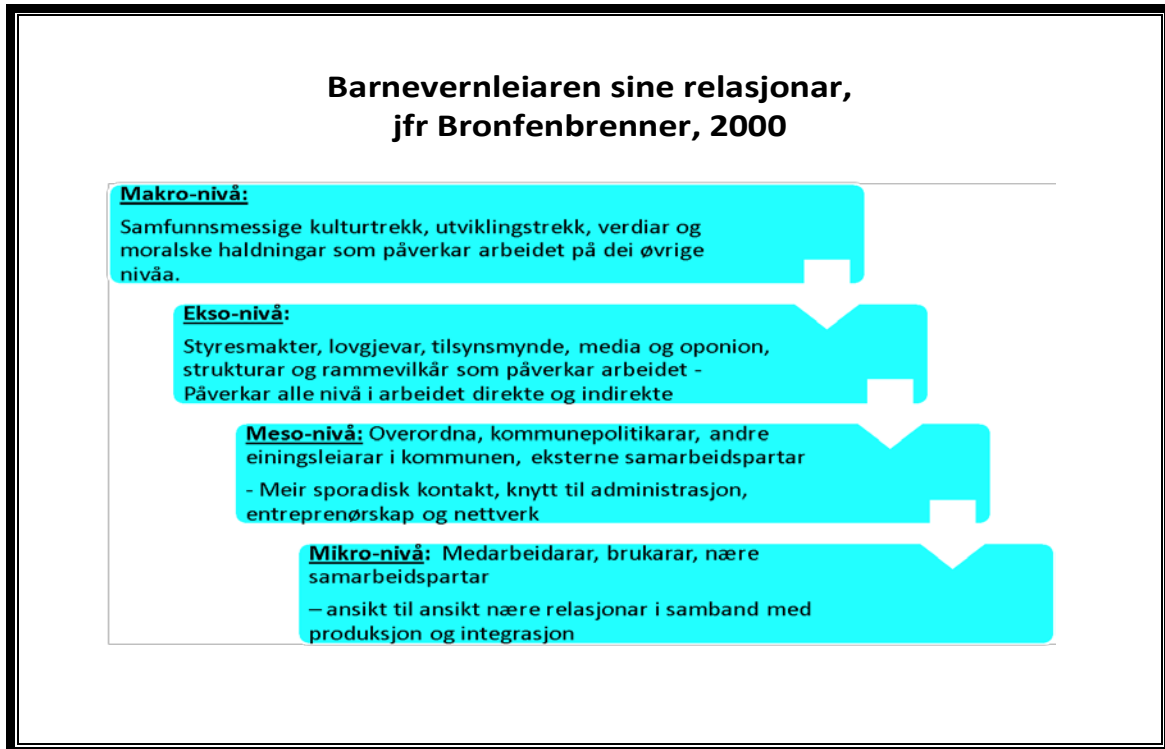 Barnevernleiaren sine relasjonar,
jfr Bronfenbrenner, 2000
Makro-nivå:
Samfunnsmessige kulturtrekk, utviklingstrekk, verdiar og
moralske haldningar som påverkar arbeidet på dei øvrige
nivåa.
Ekso-nivå:
Styresmakter, lovgjevar, tilsynsmynde, media og oponion,
strukturar og rammevilkår som påverkar arbeidet -
Påverkar alle nivå i arbeidet direkte og indirekte
Meso-nivå: Overordna, kommunepolitikarar, andre
einingsleiarar i kommunen, eksterne samarbeidspartar
- Meir sporadisk kontakt, knytt til administrasjon,
entreprenørskap og nettverk
Mikro-nivå: Medarbeidarar, brukarar, nære
samarbeidspartar
– ansikt til ansikt nære relasjonar i samband med
produksjon og integrasjon